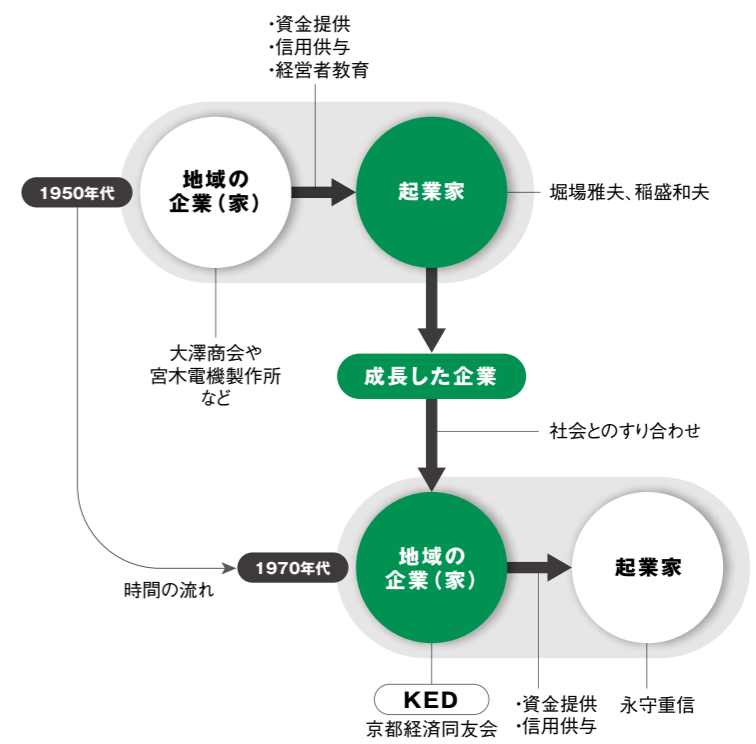 ・資金提供
・信用供与
・経営者教育
1950年代
地域の
企業（家）
起業家
堀場雅夫、稲盛和夫
大澤商会や
宮木電機製作所
など
成長した企業
社会とのすり合わせ
1970年代
時間の流れ
地域の
企業（家）
起業家
KED
京都経済同友会
・資金提供
・信用供与
永守重信